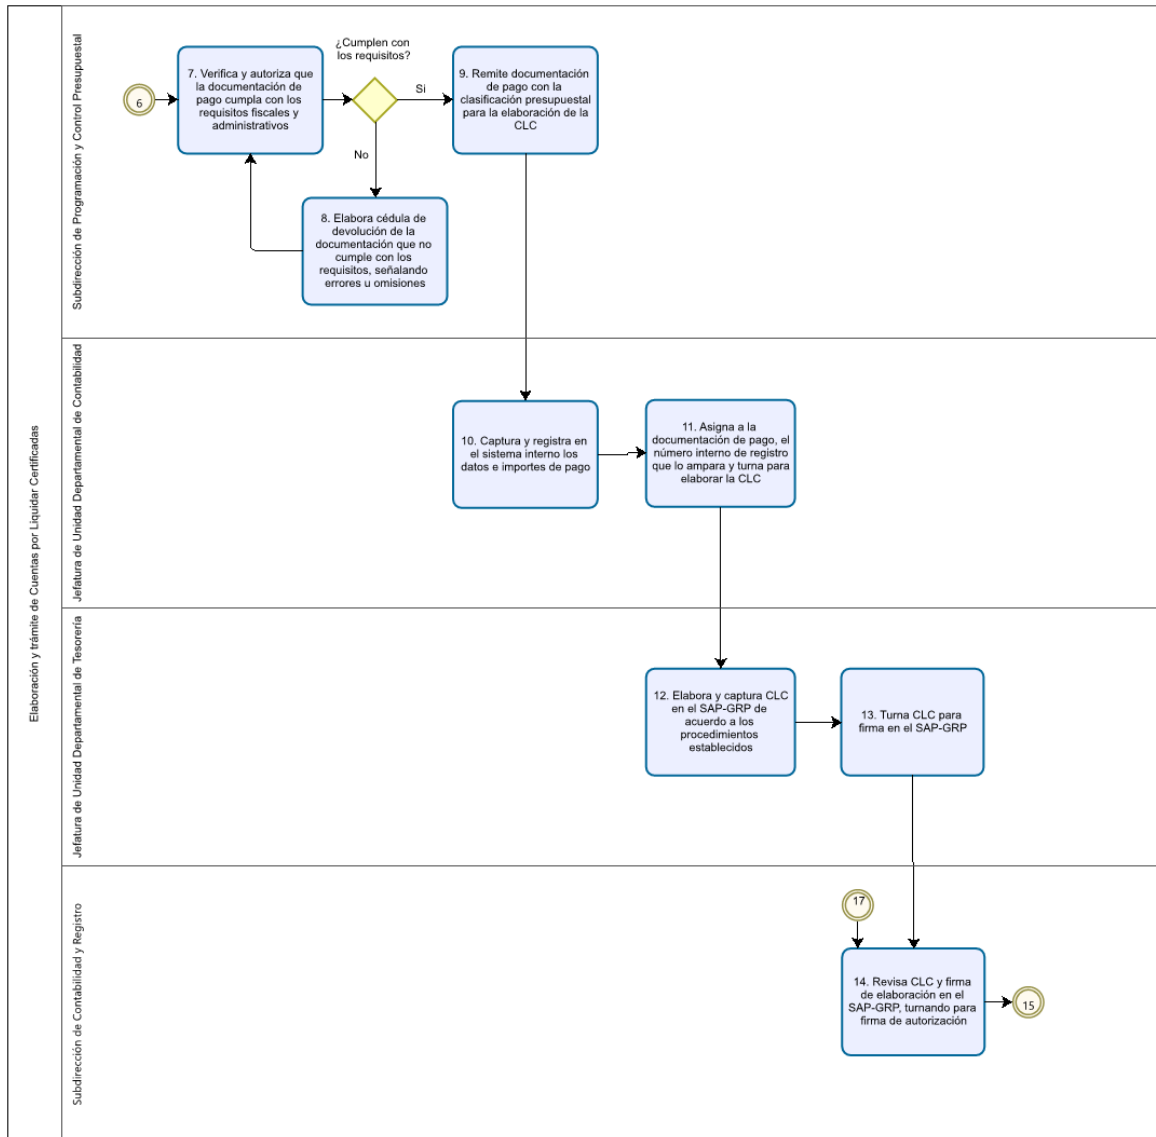 Elaboración y trámite de Cuentas por Liquidar Certificadas
Subdirección de Programación y Control Presupuestal
6
7. Verifica y autoriza que
la documentación de
pago cumpla con los
requisitos fiscales y
administrativos
¿Cumplen con
los requisitos?
Si
No
8. Elabora cédula de
devolución de la
documentación que no
cumple con los
requisitos, señalando
errores u omisiones
9. Remite documentación
de pago con la
clasificación presupuestal
para la elaboración de la
CLC
Jefatura de Unidad Departamental de Contabilidad
10. Captura y registra en
el sistema interno los
datos e importes de pago
11. Asigna a la
documentación de pago, el
número interno de registro
que lo ampara y turna para
elaborar la CLC
Jefatura de Unidad Departamental de Tesorería
12. Elabora y captura CLC
en el SAP-GRP de
acuerdo a los
procedimientos
establecidos
13. Turna CLC para
firma en el SAP-GRP
Subdirección de Contabilidad y Registro
17
14. Revisa CLC y firma
de elaboración en el
SAP-GRP, turnando para
firma de autorización
15